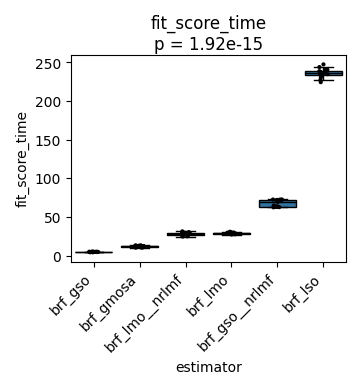 fit_score_time
p = 1.92e-15
fit_score_time
250
200
150
100
50
0
brf_gso
brf_gmosa
brf_lmo__nrlmf
brf_lmo
brf_gso__nrlmf
brf_lso
estimator